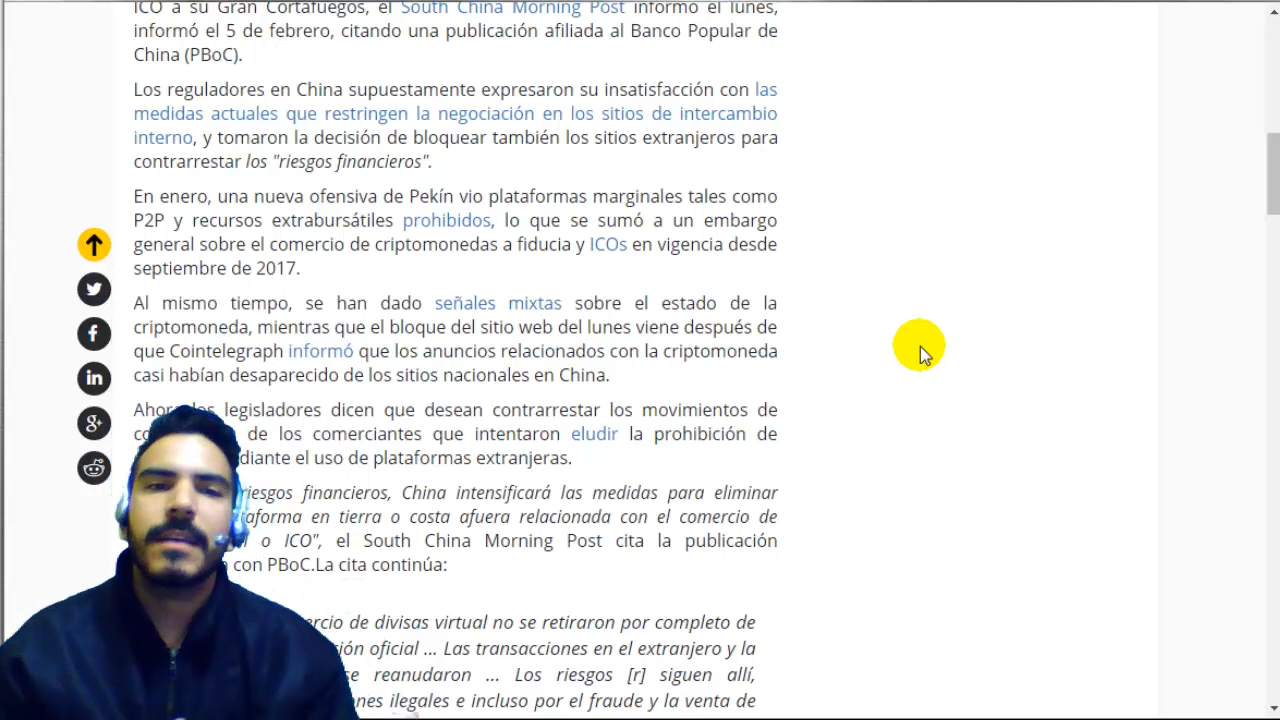 ICO a su Gran Cortafuegos, el South China Morning Post informó el lunes,
informó el 5 de febrero, citando una publicación afiliada al Banco Popular de
China (PBoC).
Los reguladores en China supuestamente expresaron su insatisfacción con las
medidas actuales que restringen la negociación en los sitios de intercambio
interno, y tomaron la decisión de bloquear también los sitios extranjeros para
contrarrestar los "riesgos financieros".
En enero, una nueva ofensiva de Pekín vio plataformas marginales tales como
P2P y recursos extrabursátiles prohibidos, lo que se sumó a un embargo
general sobre el comercio de criptomonedas a fiducia y ICOs en vigencia desde
septiembre de 2017.
Al mismo tiempo, se han dado señales mixtas sobre el estado de la
criptomoneda, mientras que el bloque del sitio web del lunes viene después de
que Cointelegraph informó que los anuncios relacionados con la criptomoneda
casi habían desaparecido de los sitios nacionales en China.
Ahora los legisladores dicen que desean contrarrestar los movimientos de
de los comerciantes que intentaron eludir la prohibición de
el uso de plataformas extranjeras.
riesgos financieros, China intensificará las medidas para eliminar
en tierra o costa afuera relacionada con el comercio de
o ICO", el South China Morning Post cita la publicación
con PBoC.La cita continúa:
de divisas virtual no se retiraron por completo de
oficial ... Las transacciones en el extranjero y la
se reanudaron ... Los riesgos [r] siguen allí,
ilegales e incluso por el fraude y la venta de